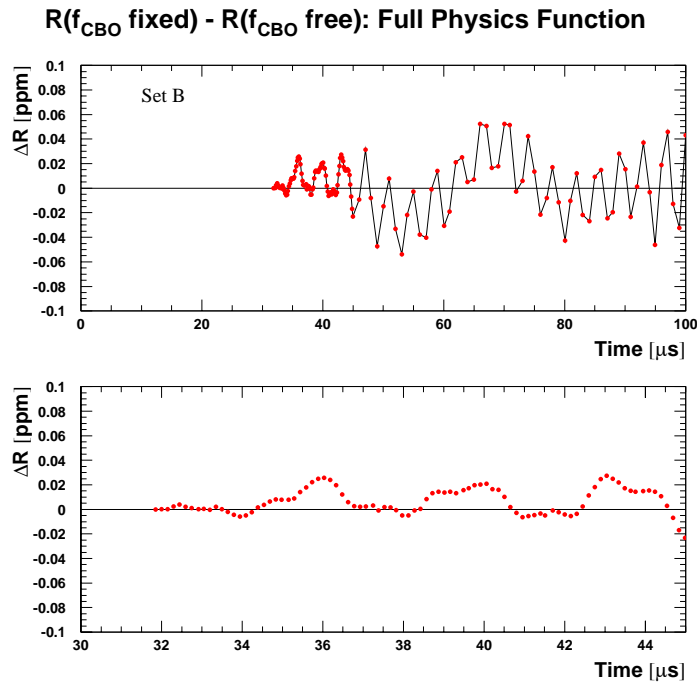 R(fCBO fixed) - R(fCBO free): Full Physics Function
ΔR [ppm]
0.1
0.08
0.06
0.04
0.02
0
-0.02
-0.04
-0.06
-0.08
-0.1
Set B
0 20 40 60 80 100
Time [μs]
ΔR [ppm]
0.1
0.08
0.06
0.04
0.02
0
-0.02
-0.04
-0.06
-0.08
-0.1
30 32 34 36 38 40 42 44
Time [μs]